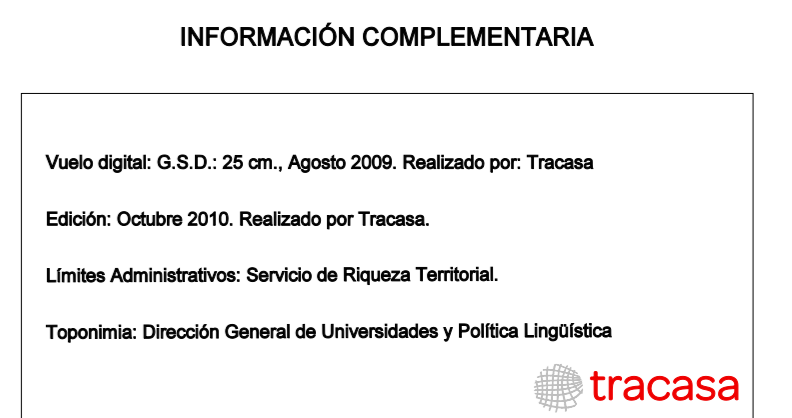 INFORMACIÓN COMPLEMENTARIA
Vuelo digital: G.S.D.: 25 cm., Agosto 2009. Realizado por: Tracasa
Edición: Octubre 2010. Realizado por Tracasa.
Límites Administrativos: Servicio de Riqueza Territorial.
Toponimia: Dirección General de Universidades y Política Lingüística
tracasa